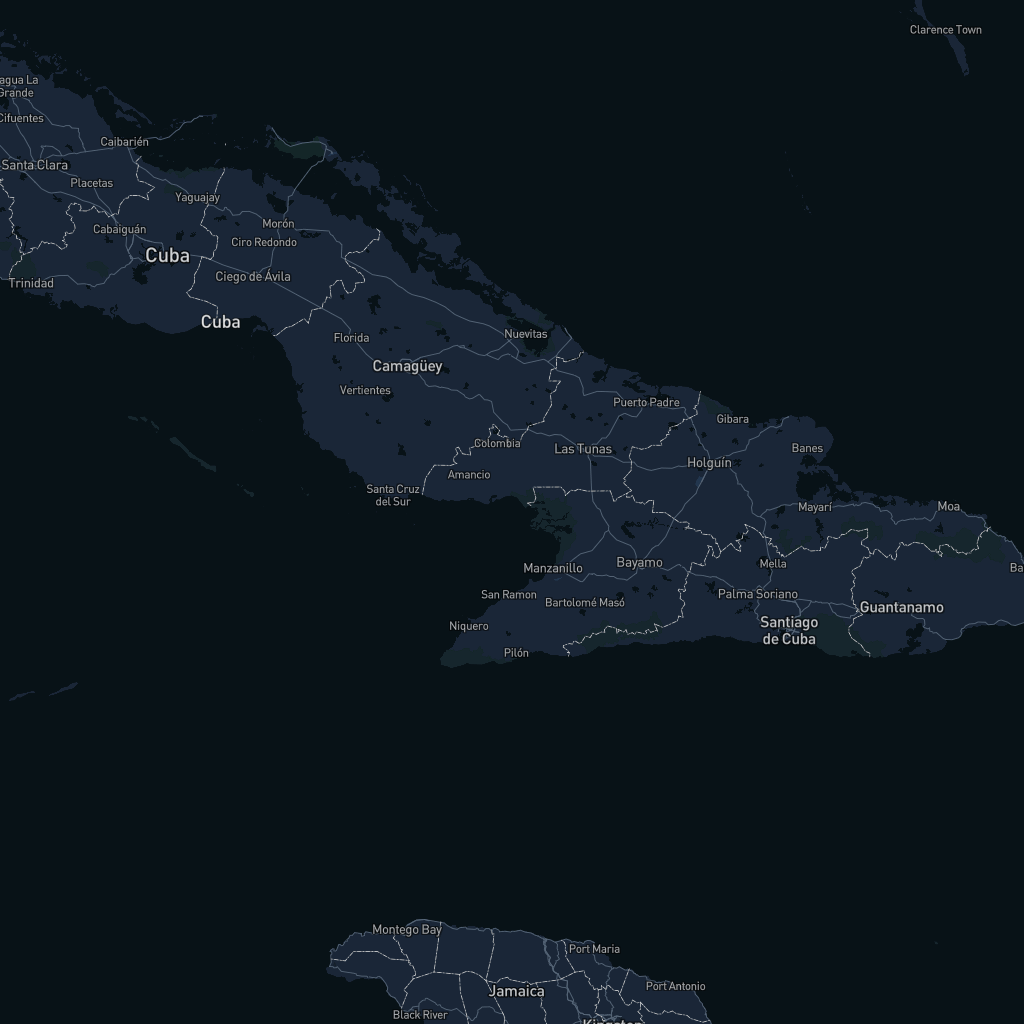 Clarence Town
agua La
Grande
Cifuentes
Caibarién
Santa Clara
Placetas
Yaguajay
Morón
Cabaiguán
Ciro Redondo
Cuba
Ciego de Ávila
Trinidad
Cuba
Nuevitas
Florida
Camagüey
Vertientes
Puerto Padre
Gibara
Colombia
Las Tunas
Banes
Holguín
Amancio
Santa Cruz
del Sur
Mayarí
Moa
Manzanillo
Bayamo
Mella
Ba
San Ramon
Bartolomé Masó
Palma Soriano
Guantanamo
Niquero
Santiago
de Cuba
Pilón
Montego Bay
Port Maria
Jamaica
Port Antonio
Black River
Kingston